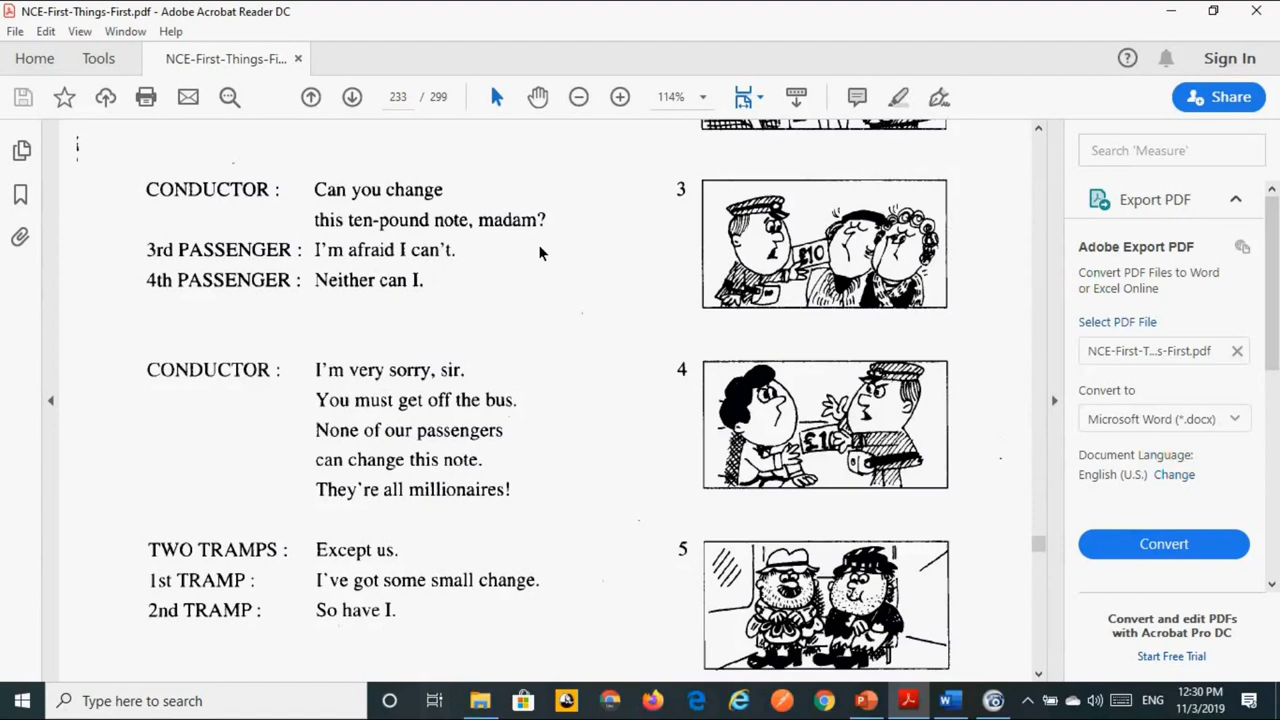 NCE-First-Things-First.pdf - Adobe Acrobat Reader DC
File Edit View Window Help
Home Tools NCE-First-Things-Fi... × Sign In
233 / 299 114% Share
Search 'Measure'
CONDUCTOR : Can you change
this ten-pound note, madam?
3rd PASSENGER : I'm afraid I can't.
4th PASSENGER : Neither can I.
3
£10
CONDUCTOR : I'm very sorry, sir.
You must get off the bus.
None of our passengers
can change this note.
They're all millionaires!
4
£10
TWO TRAMPS : Except us.
1st TRAMP : I've got some small change.
2nd TRAMP : So have I.
5
Export PDF
Adobe Export PDF
Convert PDF Files to Word
or Excel Online
Select PDF File
NCE-First-T...s-First.pdf
Convert to
Microsoft Word (*.docx)
Document Language:
English (U.S.) Change
Convert
Convert and edit PDFs
with Acrobat Pro DC
Start Free Trial
Type here to search
ENG
12:30 PM
11/3/2019